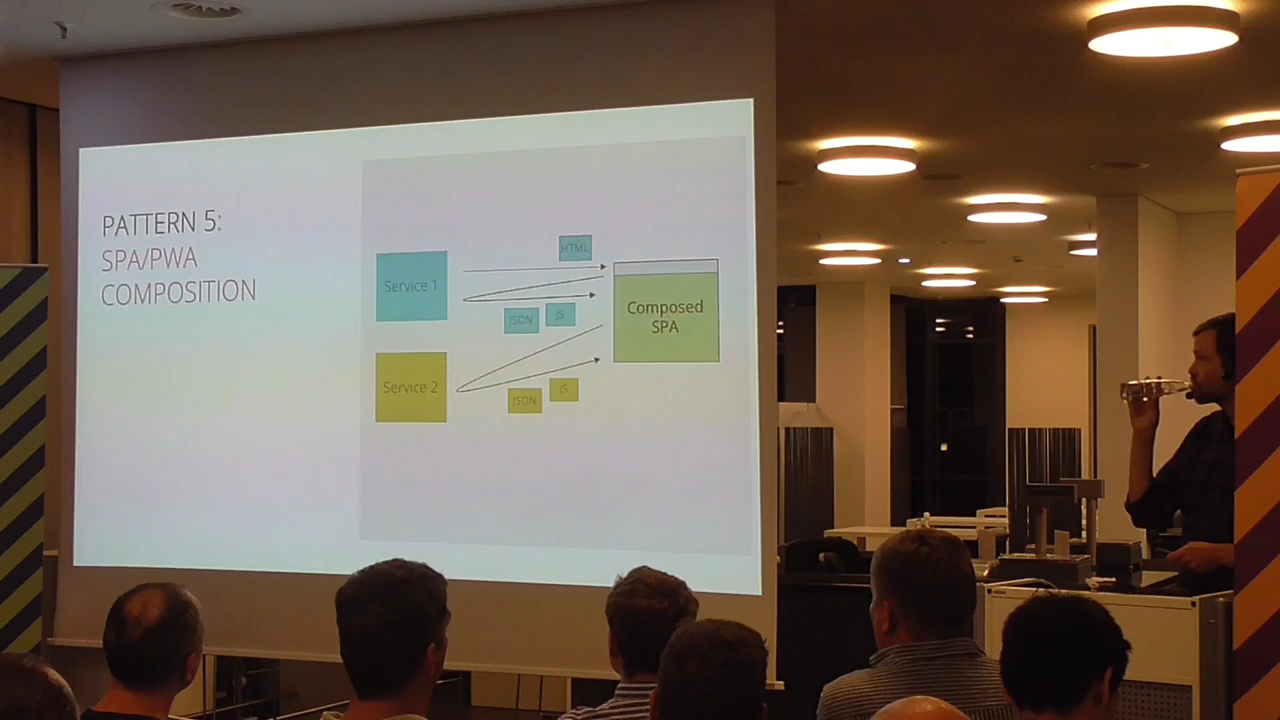 PATTERN 5:
SPA/PWA
COMPOSITION
HTML
Service 1
JSON
JS
Composed
SPA
Service 2
JSON
JS